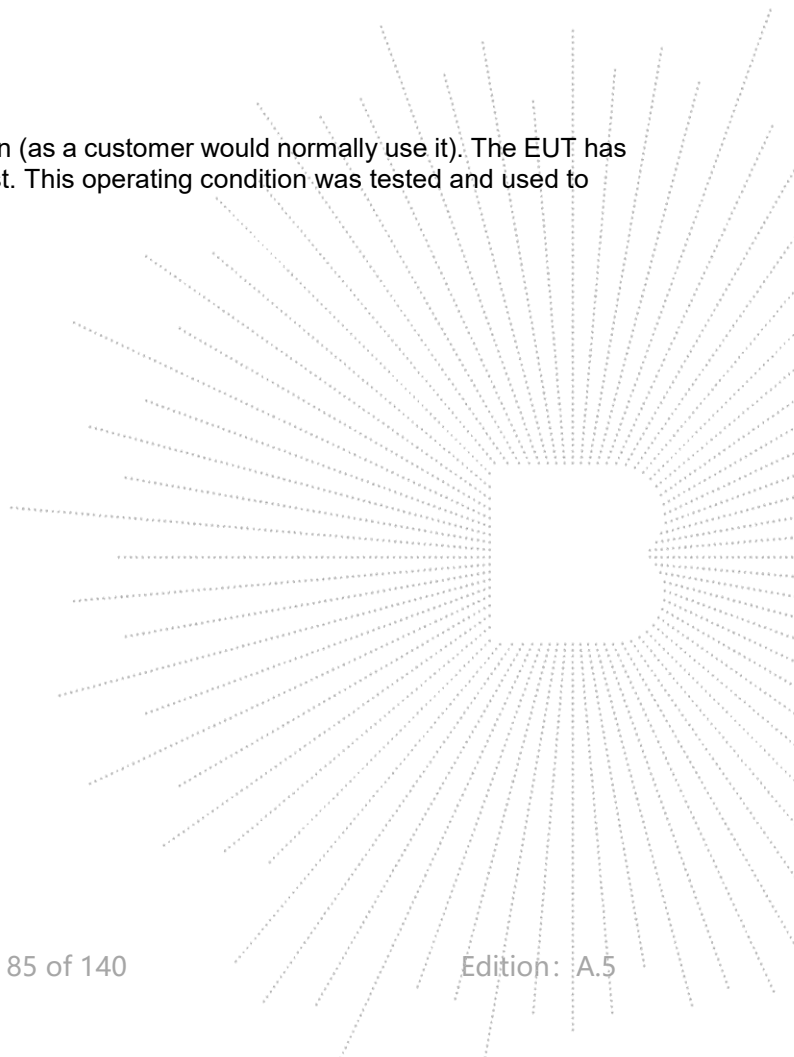 n (as a customer would normally use it). The EUT has
t. This operating condition was tested and used to
85 of 140 Edition: A.5